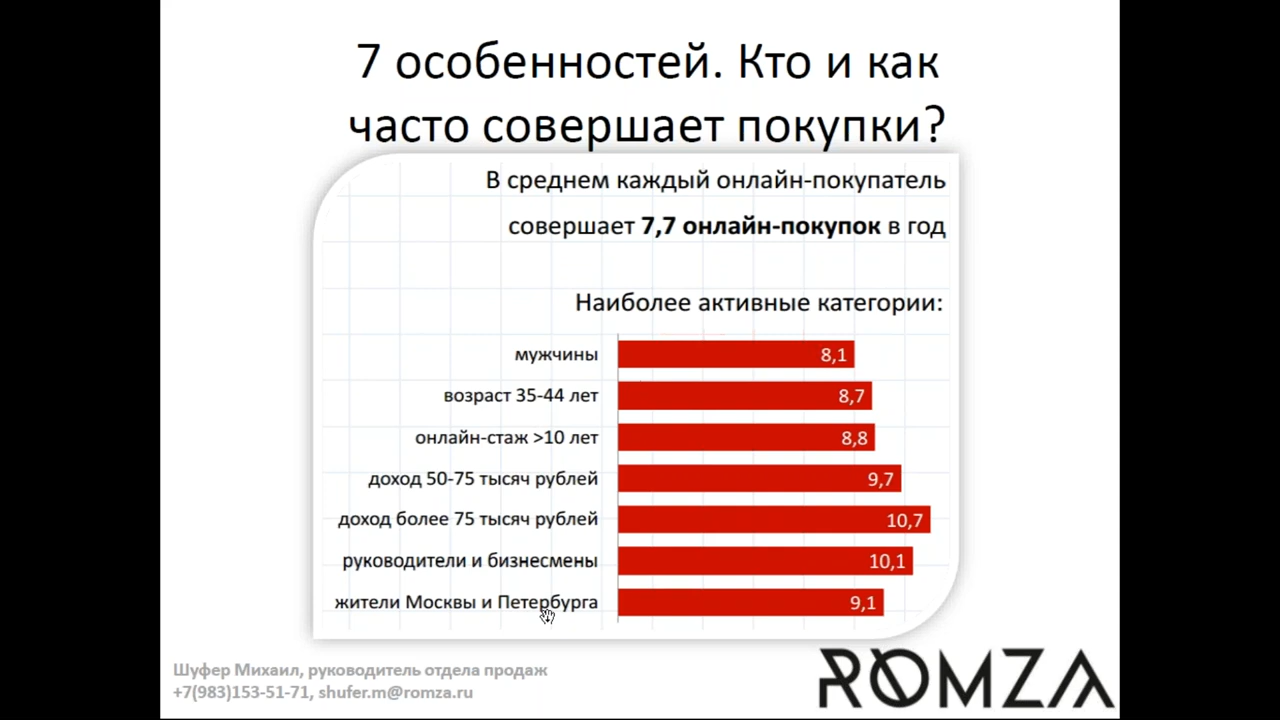 7 особенностей. Кто и как
часто совершает покупки?
В среднем каждый онлайн-покупатель
совершает 7,7 онлайн-покупок в год
Наиболее активные категории:
мужчины 8,1
возраст 35-44 лет 8,7
онлайн-стаж >10 лет 8,8
доход 50-75 тысяч рублей 9,7
доход более 75 тысяч рублей 10,7
руководители и бизнесмены 10,1
жители Москвы и Петербурга 9,1
Шуфер Михаил, руководитель отдела продаж
+7(983)153-51-71, shufer.m@romza.ru
ROMZA